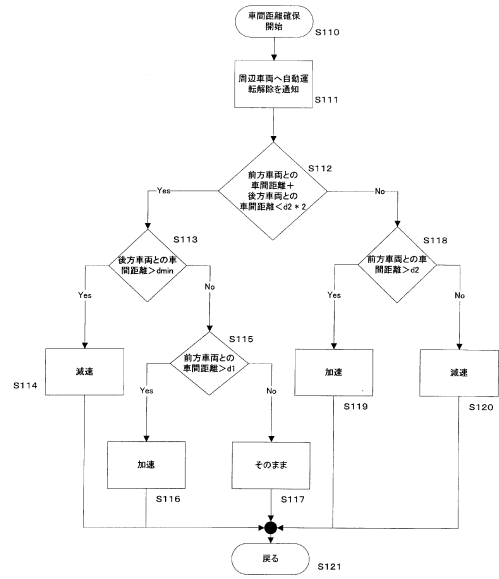 車間距離確保
開始
S110
周辺車両へ自動運
転解除を通知
S111
S112
前方車両との
車間距離＋
後方車両との
車間距離＜d2＊2
Yes
No
S113
後方車両との車
間距離＞dmin
S118
前方車両との車
間距離＞d2
Yes
No
Yes
No
S115
前方車両との
車間距離＞d1
S114
減速
加速
S119
減速
S120
Yes
No
加速
S116
そのまま
S117
戻る
S121